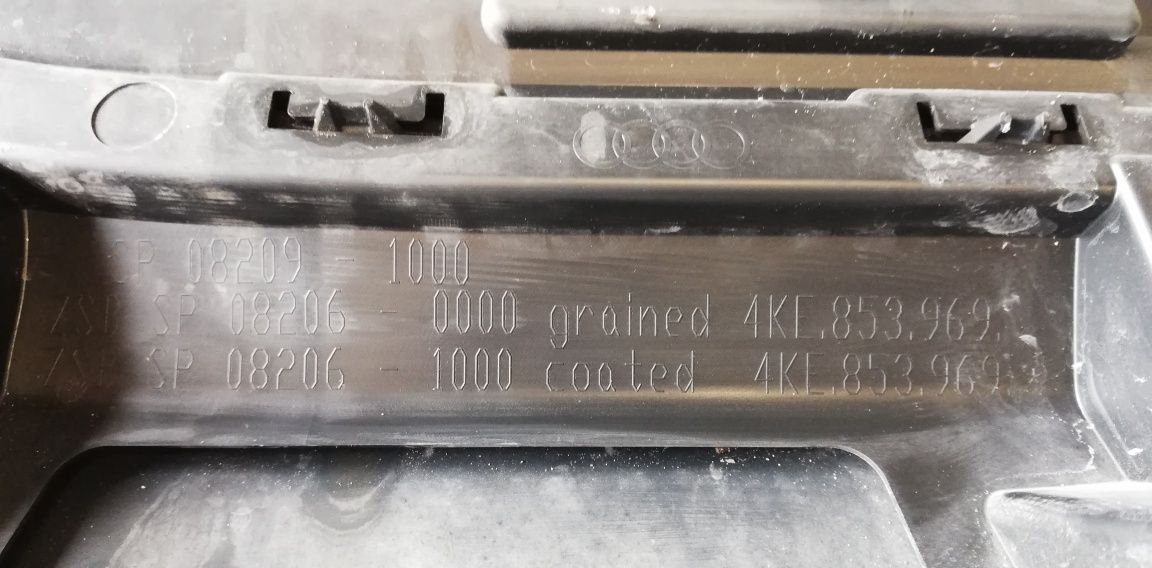 SP 08209 - 1000
ZSB SP 08206 - 0000 grained 4KE.853.969.
ZSB SP 08206 - 1000 coated 4KE.853.969